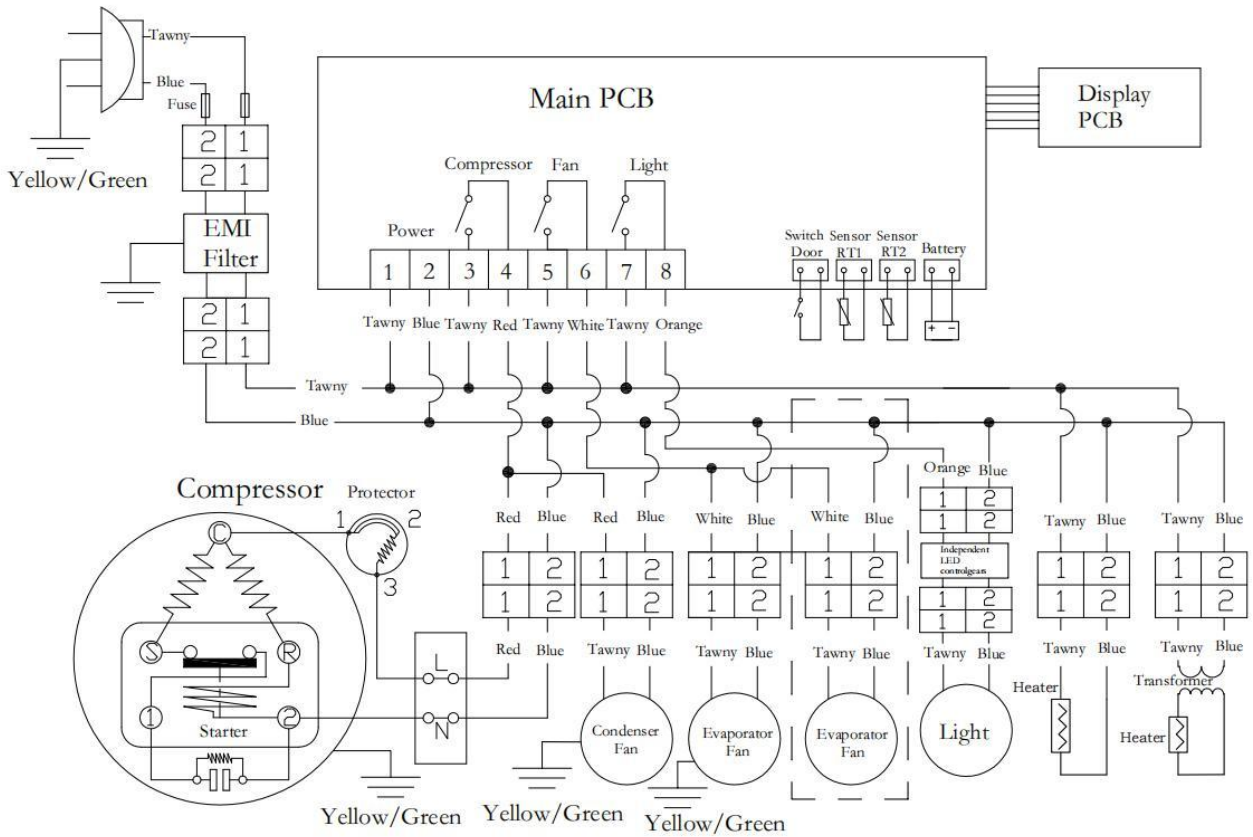 Tawny
Blue
Fuse
2 1
2 1
Yellow/Green
EMI
Filter
2 1
2 1
Main PCB
Display
PCB
Compressor Fan Light
Power
1 2 3 4 5 6 7 8
Switch Sensor Sensor Battery
Door RT1 RT2
+ -
Tawny Blue Tawny Red Tawny White Tawny Orange
Tawny
Blue
Orange Blue
1 2
1 2
Independent
LED
controlgears
1 2
1 2
Compressor Protector
1 2
3
C
S R
1 2
Starter
L
N
Red Blue Red Blue White Blue White Blue Tawny Blue Tawny Blue
1 2 1 2 1 2 1 2 1 2 1 2
1 2 1 2 1 2 1 2 1 2 1 2
Red Blue Tawny Blue Tawny Blue Tawny Blue Tawny Blue Tawny Blue Tawny Blue
Condenser
Fan
Evaporator
Fan
Evaporator
Fan
Light
Heater
Transformer
Heater
Yellow/Green
Yellow/Green
Yellow/Green